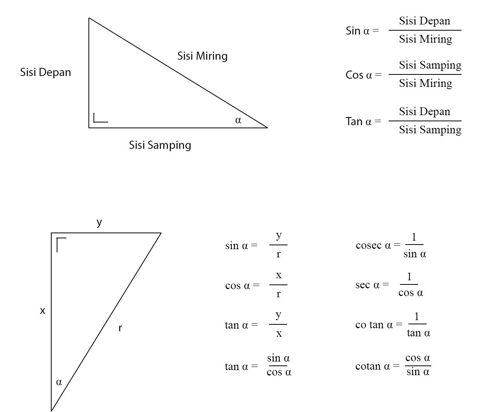 Sisi Depan
Sisi Miring
α
Sisi Samping
Sin α = Sisi Depan / Sisi Miring
Cos α = Sisi Samping / Sisi Miring
Tan α = Sisi Depan / Sisi Samping
y
x
r
α
sin α = y / r
cos α = x / r
tan α = y / x
tan α = sin α / cos α
cosec α = 1 / sin α
sec α = 1 / cos α
co tan α = 1 / tan α
cotan α = cos α / sin α